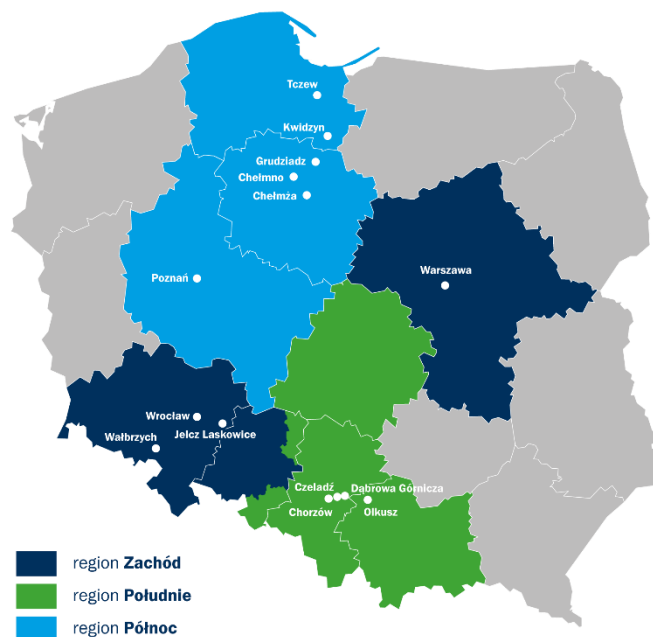 Tczew
Kwidzyn
Grudziadz
Chełmno
Chełmża
Poznań
Warszawa
Wrocław
Jelcz Laskowice
Wałbrzych
Czeladź
Dąbrowa Górnicza
Chorzów
Olkusz
region Zachód
region Południe
region Północ